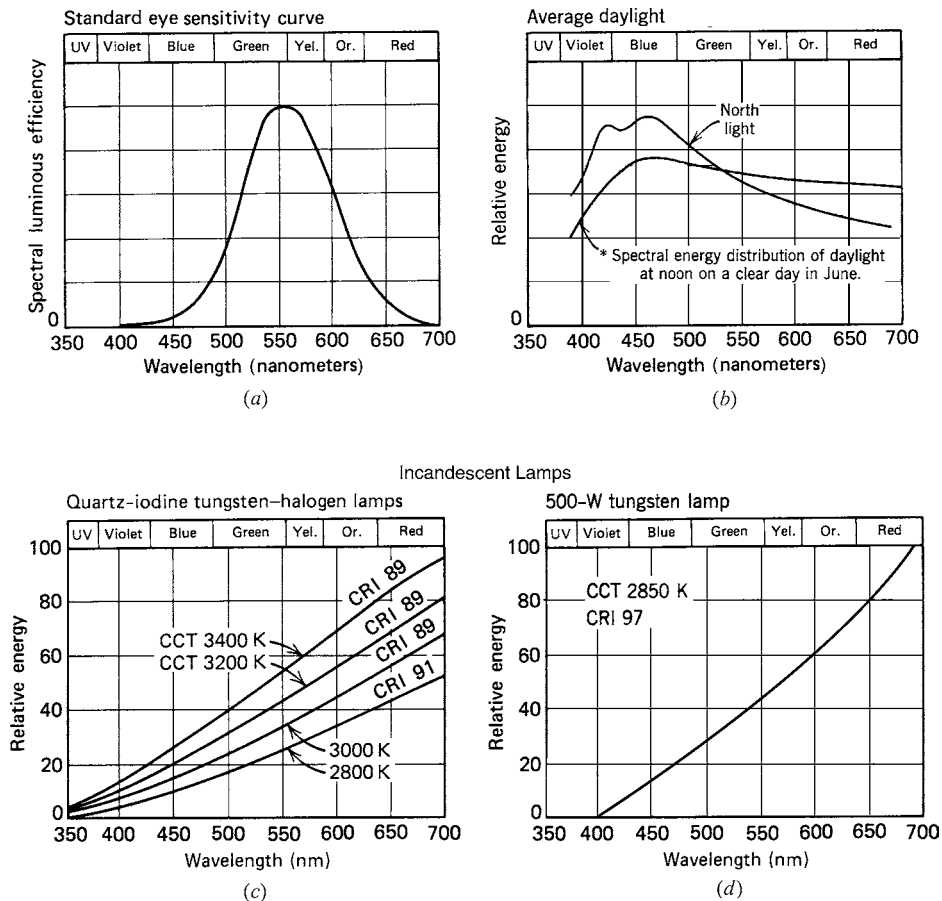 Standard eye sensitivity curve
UV Violet Blue Green Yel. Or. Red
Spectral luminous efficiency
0
350 400 450 500 550 600 650 700
Wavelength (nanometers)
(a)
Average daylight
UV Violet Blue Green Yel. Or. Red
Relative energy
North
light
* Spectral energy distribution of daylight
at noon on a clear day in June.
0
350 400 450 500 550 600 650 700
Wavelength (nanometers)
(b)
Incandescent Lamps
Quartz-iodine tungsten–halogen lamps
UV Violet Blue Green Yel. Or. Red
Relative energy
100
80
60
40
20
0
CRI 89
CRI 89
CRI 89
CRI 91
CCT 3400 K
CCT 3200 K
3000 K
2800 K
350 400 450 500 550 600 650 700
Wavelength (nm)
(c)
500-W tungsten lamp
UV Violet Blue Green Yel. Or. Red
Relative energy
100
80
60
40
20
0
CCT 2850 K
CRI 97
350 400 450 500 550 600 650 700
Wavelength (nm)
(d)